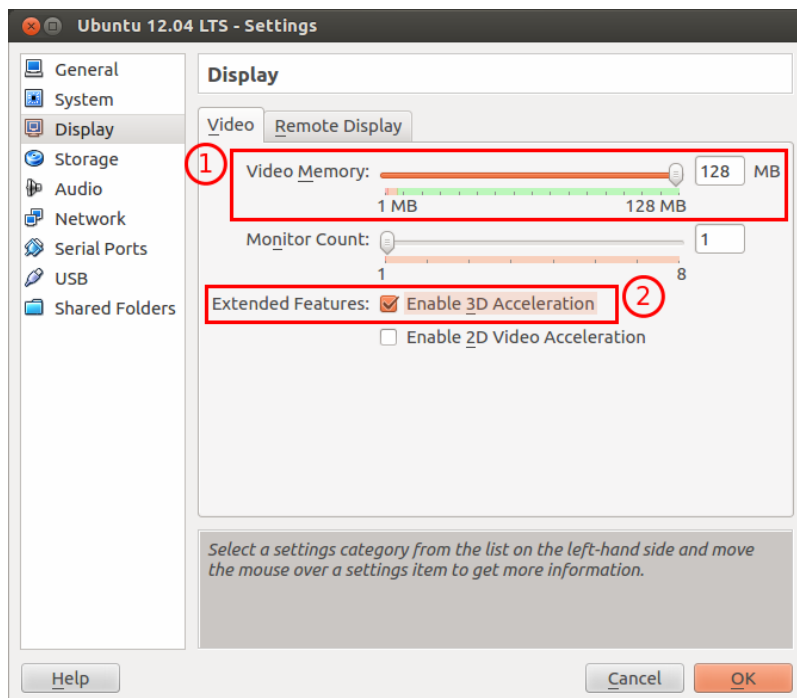 Ubuntu 12.04 LTS - Settings
General
System
Display
Storage
Audio
Network
Serial Ports
USB
Shared Folders
Display
Video Remote Display
1 Video Memory: 128 MB
1 MB 128 MB
Monitor Count: 1
1 8
Extended Features: Enable 3D Acceleration 2
Enable 2D Video Acceleration
Select a settings category from the list on the left-hand side and move
the mouse over a settings item to get more information.
Help Cancel OK